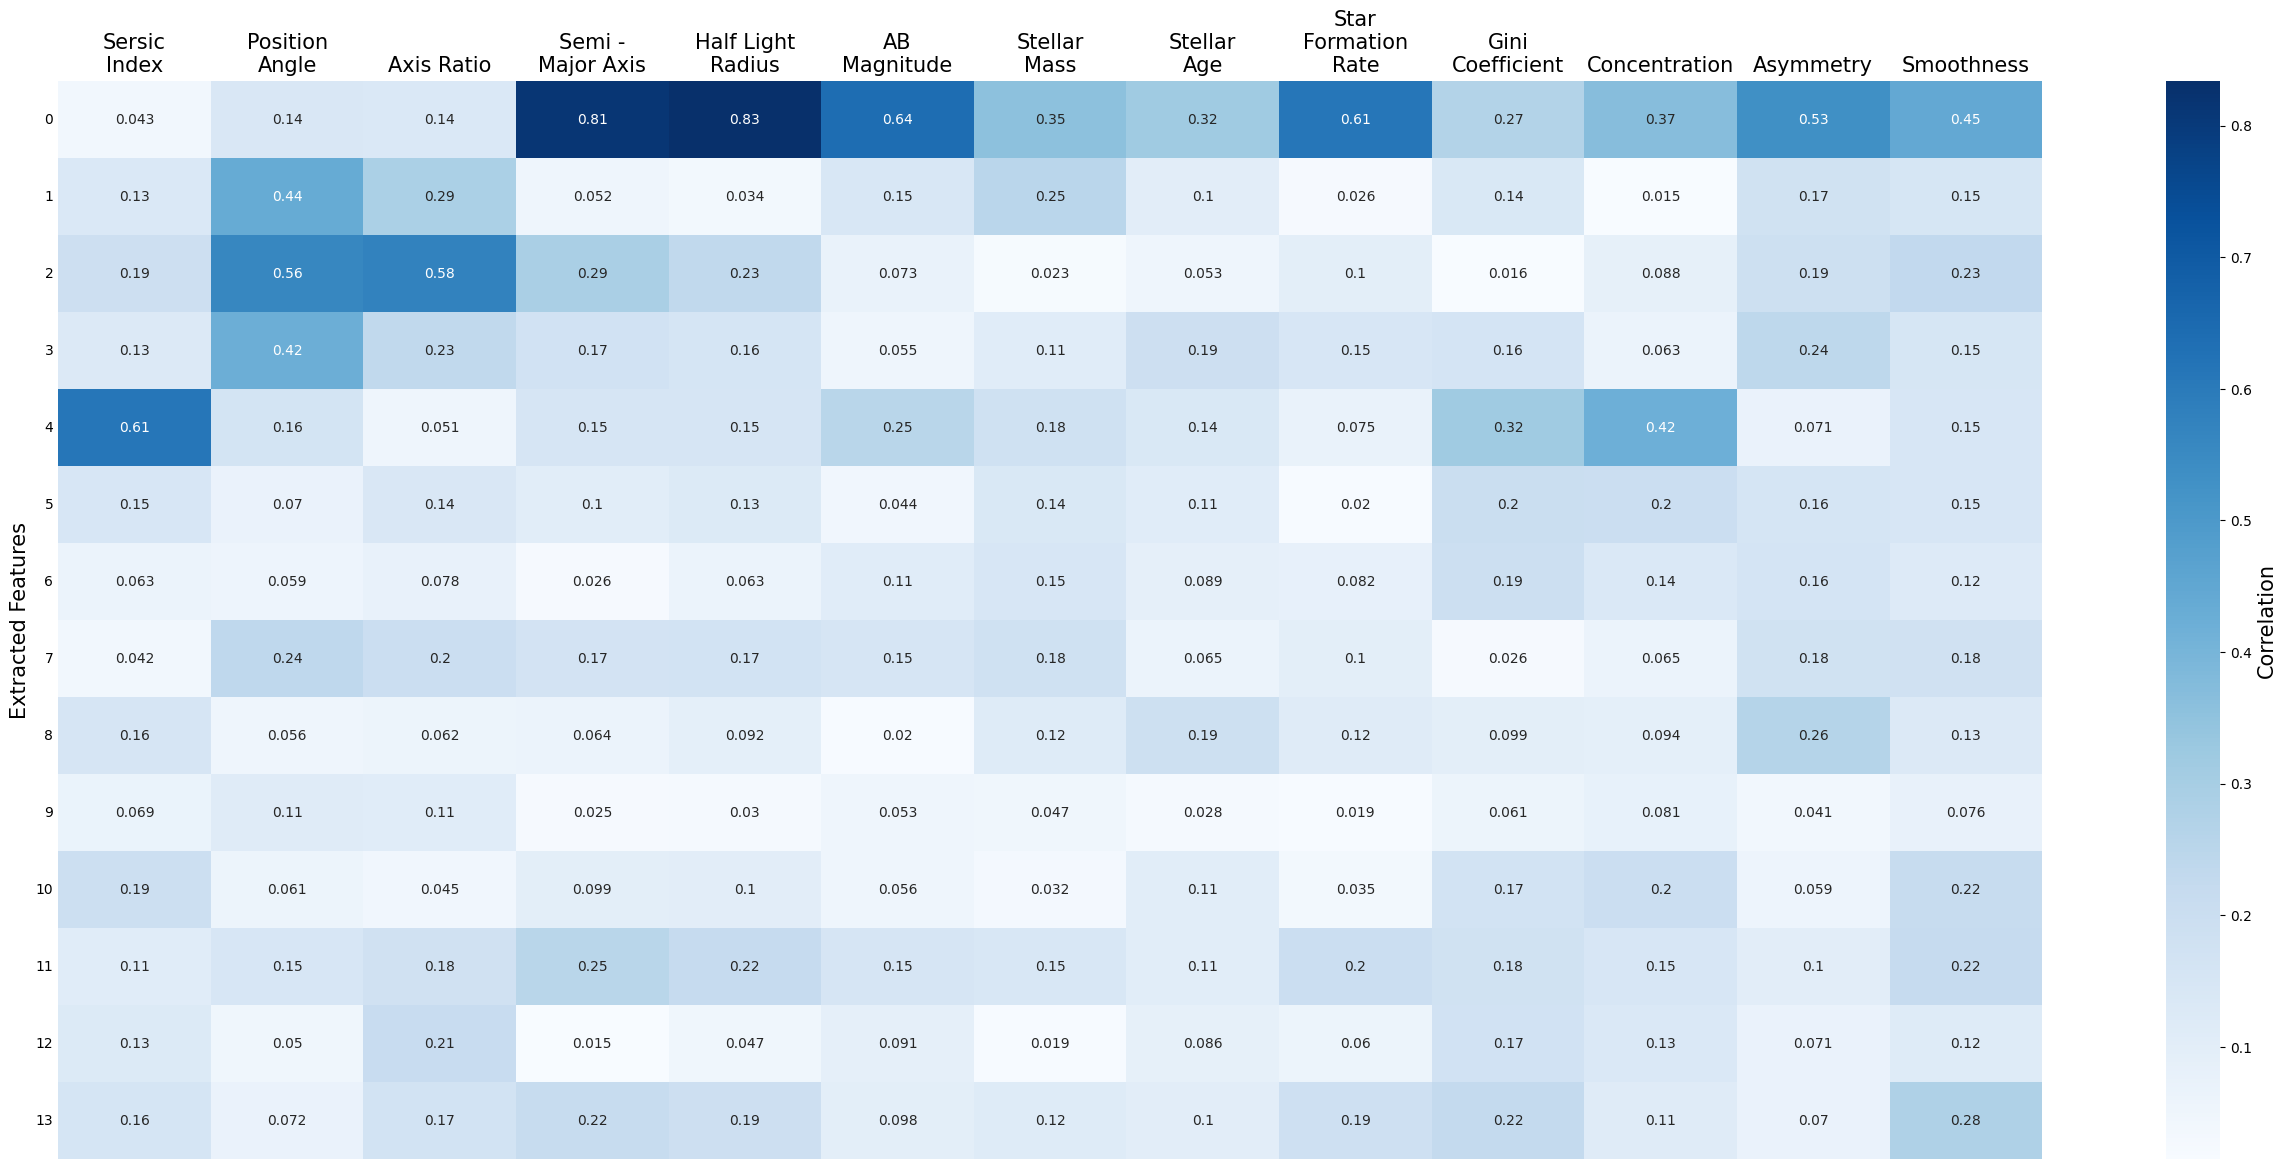 Sersic Index
Position Angle
Axis Ratio
Semi - Major Axis
Half Light Radius
AB Magnitude
Stellar Mass
Stellar Age
Star Formation Rate
Gini Coefficient
Concentration
Asymmetry
Smoothness
Extracted Features
0 0.043 0.14 0.14 0.81 0.83 0.64 0.35 0.32 0.61 0.27 0.37 0.53 0.45
1 0.13 0.44 0.29 0.052 0.034 0.15 0.25 0.1 0.026 0.14 0.015 0.17 0.15
2 0.19 0.56 0.58 0.29 0.23 0.073 0.023 0.053 0.1 0.016 0.088 0.19 0.23
3 0.13 0.42 0.23 0.17 0.16 0.055 0.11 0.19 0.15 0.16 0.063 0.24 0.15
4 0.61 0.16 0.051 0.15 0.15 0.25 0.18 0.14 0.075 0.32 0.42 0.071 0.15
5 0.15 0.07 0.14 0.1 0.13 0.044 0.14 0.11 0.02 0.2 0.2 0.16 0.15
6 0.063 0.059 0.078 0.026 0.063 0.11 0.15 0.089 0.082 0.19 0.14 0.16 0.12
7 0.042 0.24 0.2 0.17 0.17 0.15 0.18 0.065 0.1 0.026 0.065 0.18 0.18
8 0.16 0.056 0.062 0.064 0.092 0.02 0.12 0.19 0.12 0.099 0.094 0.26 0.13
9 0.069 0.11 0.11 0.025 0.03 0.053 0.047 0.028 0.019 0.061 0.081 0.041 0.076
10 0.19 0.061 0.045 0.099 0.1 0.056 0.032 0.11 0.035 0.17 0.2 0.059 0.22
11 0.11 0.15 0.18 0.25 0.22 0.15 0.15 0.11 0.2 0.18 0.15 0.1 0.22
12 0.13 0.05 0.21 0.015 0.047 0.091 0.019 0.086 0.06 0.17 0.13 0.071 0.12
13 0.16 0.072 0.17 0.22 0.19 0.098 0.12 0.1 0.19 0.22 0.11 0.07 0.28
0.8
0.7
0.6
0.5
0.4
0.3
0.2
0.1
Correlation